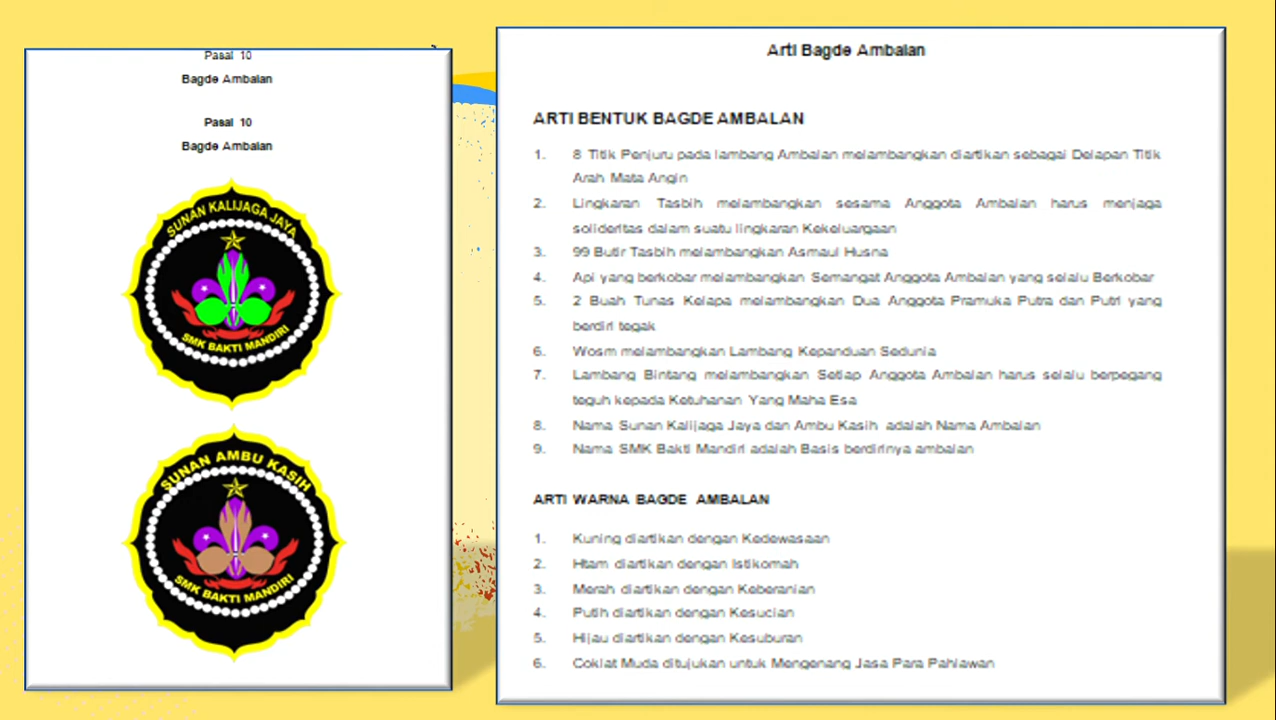 Pasal 10
Bagde Ambalan
Pasal 10
Bagde Ambalan
SUNAN KALIJAGA JAYA
SMK BAKTI MANDIRI
SUNAN AMBU KASIH
SMK BAKTI MANDIRI
Arti Bagde Ambalan
ARTI BENTUK BAGDE AMBALAN
1. 8 Titik Penjuru pada lambang Ambalan melambangkan diartikan sebagai Delapan Titik
Arah Mata Angin
2. Lingkaran Tasbih melambangkan sesama Anggota Ambalan harus menjaga
solideritas dalam suatu lingkaran Kekeluargaan
3. 99 Butir Tasbih melambangkan Asmaul Husna
4. Api yang berkobar melambangkan Semangat Anggota Ambalan yang selalu Berkobar
5. 2 Buah Tunas Kelapa melambangkan Dua Anggota Pramuka Putra dan Putri yang
berdiri tegak
6. Wosm melambangkan Lambang Kepanduan Sedunia
7. Lambang Bintang melambangkan Setiap Anggota Ambalan harus selalu berpegang
teguh kepada Ketuhanan Yang Maha Esa
8. Nama Sunan Kalijaga Jaya dan Ambu Kasih adalah Nama Ambalan
9. Nama SMK Bakti Mandiri adalah Basis berdirinya ambalan
ARTI WARNA BAGDE AMBALAN
1. Kuning diartikan dengan Kedewasaan
2. Hitam diartikan dengan Istikomah
3. Merah diartikan dengan Keberanian
4. Putih diartikan dengan Kesucian
5. Hijau diartikan dengan Kesuburan
6. Coklat Muda ditujukan untuk Mengenang Jasa Para Pahlawan